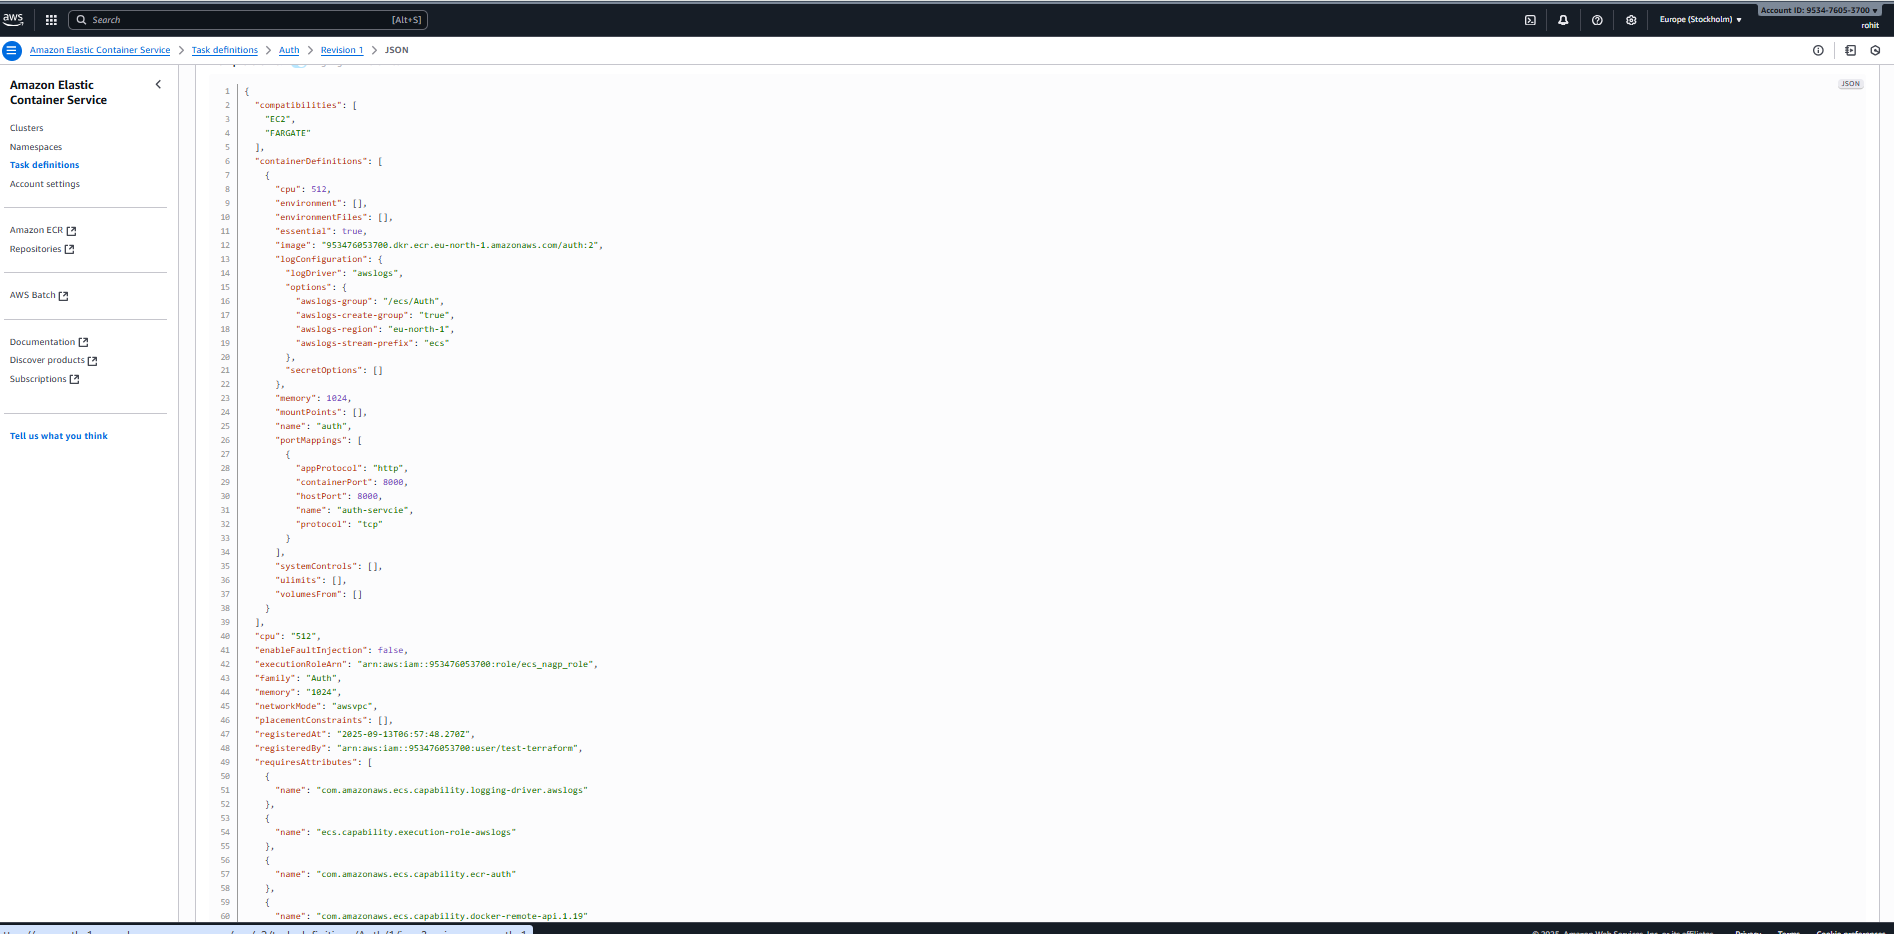 aws
Search
[Alt+S]
Account ID: 9534-7605-3700
Europe (Stockholm)
rohit
Amazon Elastic Container Service
Task definitions
Auth
Revision 1
JSON
Amazon Elastic
Container Service
Clusters
Namespaces
Task definitions
Account settings
Amazon ECR
Repositories
AWS Batch
Documentation
Discover products
Subscriptions
Tell us what you think
JSON
1 {
2 "compatibilities": [
3 "EC2",
4 "FARGATE"
5 ],
6 "containerDefinitions": [
7 {
8 "cpu": 512,
9 "environment": [],
10 "environmentFiles": [],
11 "essential": true,
12 "image": "953476053700.dkr.ecr.eu-north-1.amazonaws.com/auth:2",
13 "logConfiguration": {
14 "logDriver": "awslogs",
15 "options": {
16 "awslogs-group": "/ecs/Auth",
17 "awslogs-create-group": "true",
18 "awslogs-region": "eu-north-1",
19 "awslogs-stream-prefix": "ecs"
20 },
21 "secretOptions": []
22 },
23 "memory": 1024,
24 "mountPoints": [],
25 "name": "auth",
26 "portMappings": [
27 {
28 "appProtocol": "http",
29 "containerPort": 8000,
30 "hostPort": 8000,
31 "name": "auth-servcie",
32 "protocol": "tcp"
33 }
34 ],
35 "systemControls": [],
36 "ulimits": [],
37 "volumesFrom": []
38 }
39 ],
40 "cpu": "512",
41 "enableFaultInjection": false,
42 "executionRoleArn": "arn:aws:iam::953476053700:role/ecs_nagp_role",
43 "family": "Auth",
44 "memory": "1024",
45 "networkMode": "awsvpc",
46 "placementConstraints": [],
47 "registeredAt": "2025-09-13T06:57:48.270Z",
48 "registeredBy": "arn:aws:iam::953476053700:user/test-terraform",
49 "requiresAttributes": [
50 {
51 "name": "com.amazonaws.ecs.capability.logging-driver.awslogs"
52 },
53 {
54 "name": "ecs.capability.execution-role-awslogs"
55 },
56 {
57 "name": "com.amazonaws.ecs.capability.ecr-auth"
58 },
59 {
60 "name": "com.amazonaws.ecs.capability.docker-remote-api.1.19"